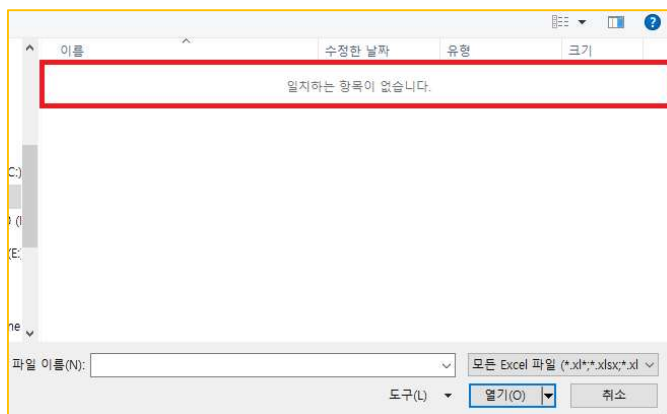 이름 수정한 날짜 유형 크기
일치하는 항목이 없습니다.
C:)
(E:
파일 이름(N): 모든 Excel 파일 (*.xl*;*.xlsx;*.xl
도구(L) 열기(O) 취소